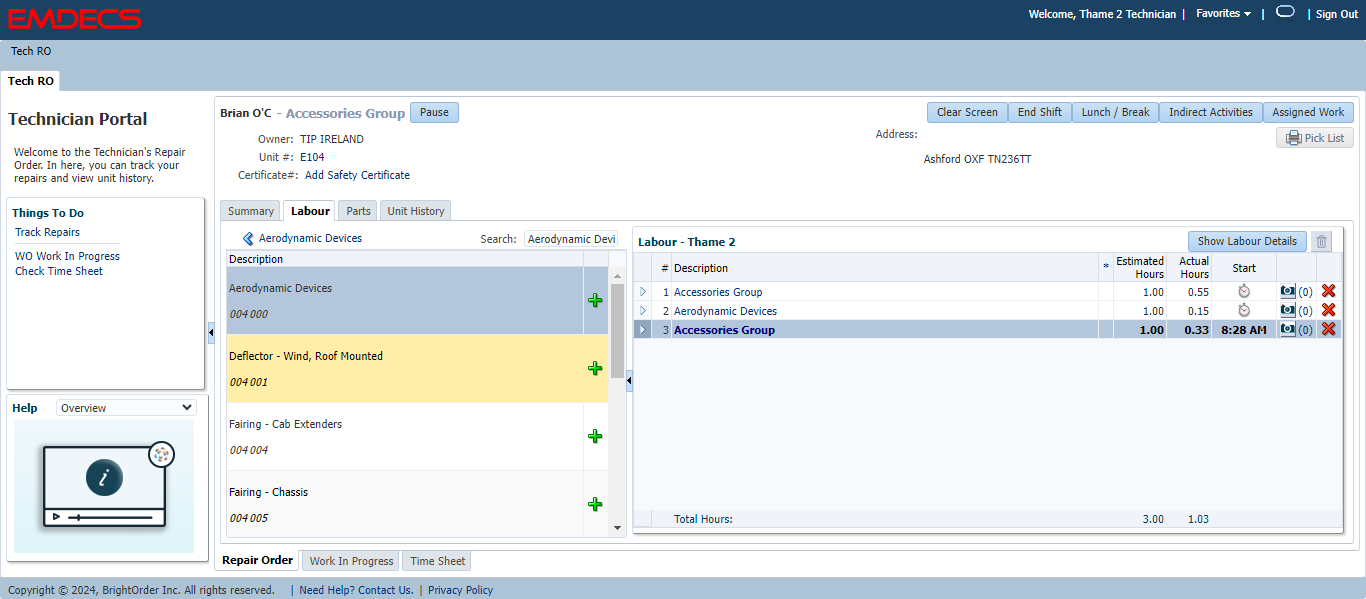 EMDECS
Welcome, Thame 2 Technician | Favorites | | Sign Out
Tech RO
Tech RO
Technician Portal
Welcome to the Technician's Repair
Order. In here, you can track your
repairs and view unit history.
Things To Do
Track Repairs
WO Work In Progress
Check Time Sheet
Help Overview
i
Brian O'C - Accessories Group Pause
Clear Screen End Shift Lunch / Break Indirect Activities Assigned Work
Owner: TIP IRELAND
Address:
Pick List
Unit #: E104
Ashford OXF TN236TT
Certificate#: Add Safety Certificate
Summary Labour Parts Unit History
Aerodynamic Devices Search: Aerodynamic Devi
Description
Aerodynamic Devices
004 000
Deflector - Wind, Roof Mounted
004 001
Fairing - Cab Extenders
004 004
Fairing - Chassis
004 005
Labour - Thame 2 Show Labour Details
# Description * Estimated Hours Actual Hours Start
1 Accessories Group 1.00 0.55 (0)
2 Aerodynamic Devices 1.00 0.15 (0)
3 Accessories Group 1.00 0.33 8:28 AM (0)
Total Hours: 3.00 1.03
Repair Order Work In Progress Time Sheet
Copyright © 2024, BrightOrder Inc. All rights reserved. | Need Help? Contact Us. | Privacy Policy